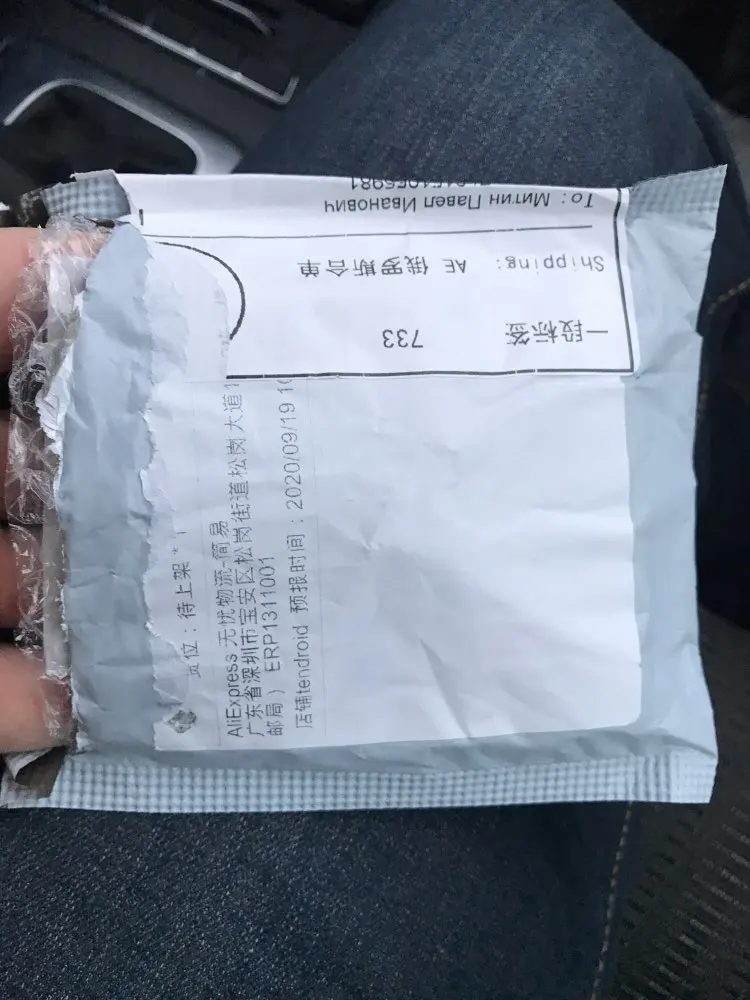 一段标签 733
Shipping: AE 俄罗斯合单
To: Митин Павел Иванович
货位：待上架 *
AliExpress 无忧物流-简易
广东省深圳市宝安区松岗街道松岗大道
邮局） ERP1311001
店铺tendroid 预报时间：2020/09/19